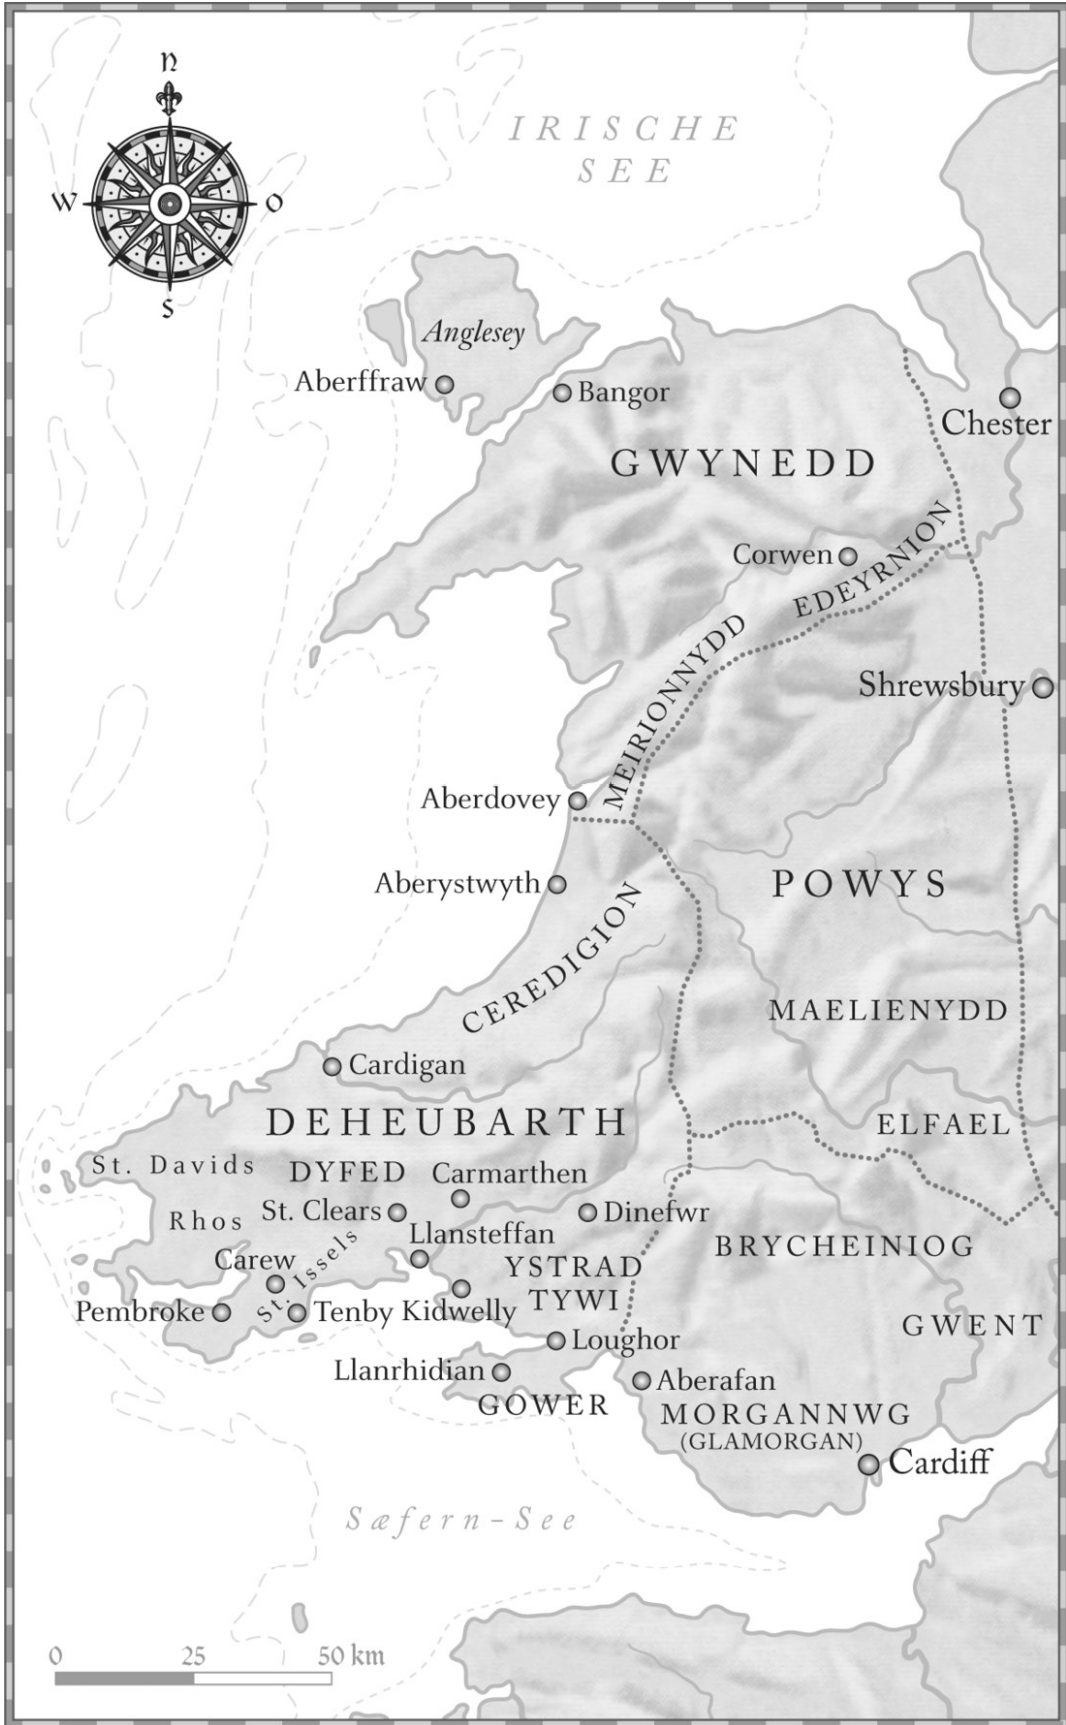 N
W
O
S
IRISCHE
SEE
Anglesey
Aberffraw
Bangor
Chester
GWYNEDD
Corwen
EDEYRNION
MEIRIONNYDD
Shrewsbury
Aberdovey
Aberystwyth
POWYS
CEREDIGION
MAELIENYDD
Cardigan
DEHEUBARTH
ELFAEL
St. Davids
DYFED
Carmarthen
Rhos
St. Clears
Dinefwr
Llansteffan
BRYCHEINIOG
Carew
St. Issels
YSTRAD
TYWI
Pembroke
Tenby
Kidwelly
GWENT
Loughor
Llanrhidian
Aberafan
GOWER
MORGANNWG
(GLAMORGAN)
Cardiff
Sæfern-See
0
25
50 km